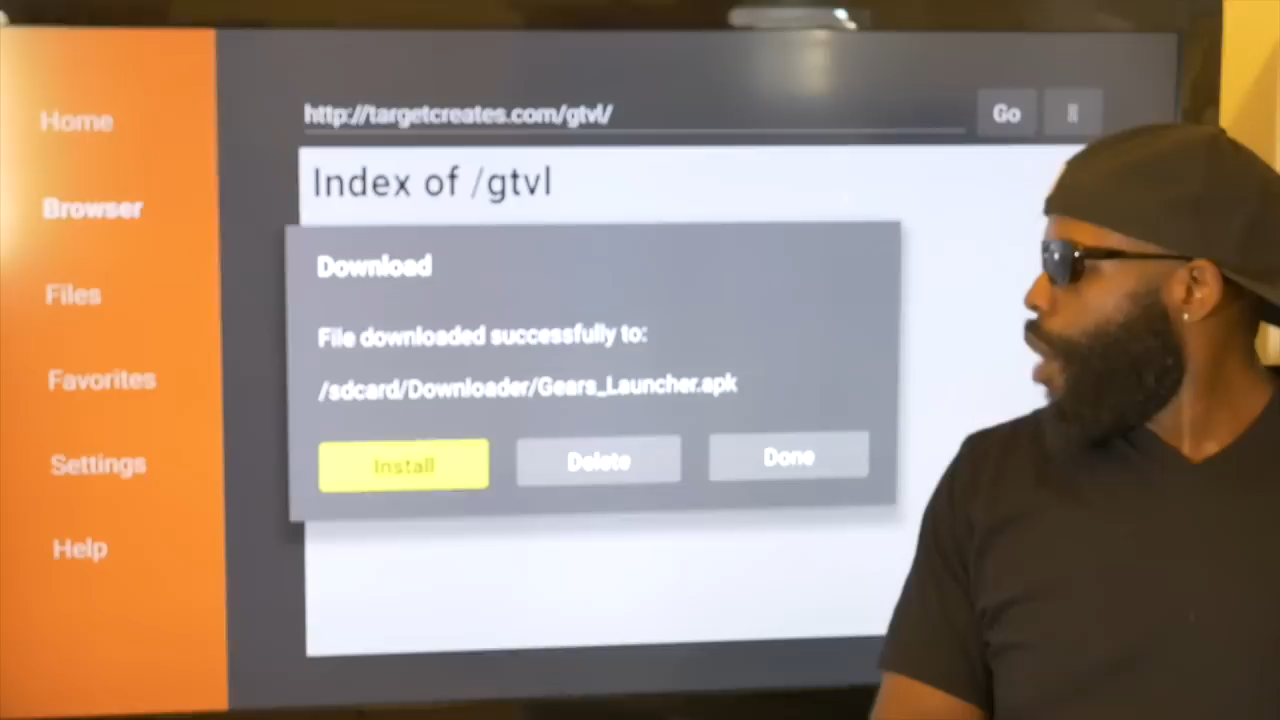 Home
Browser
Files
Favorites
Settings
Help
http://targetcreates.com/gtvl/
Go
Index of /gtvl
Download
File downloaded successfully to:
/sdcard/Downloader/Gears_Launcher.apk
Install
Delete
Done